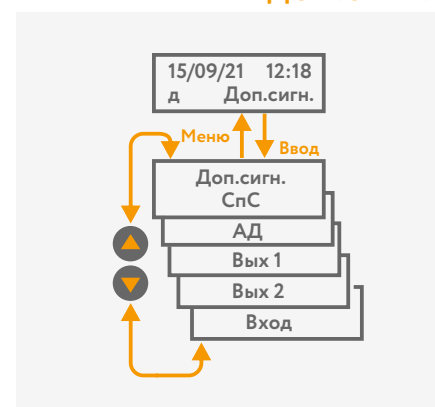 15/09/21 12:18
д Доп.сигн.
Меню
Ввод
Доп.сигн.
СпС
АД
Вых 1
Вых 2
Вход